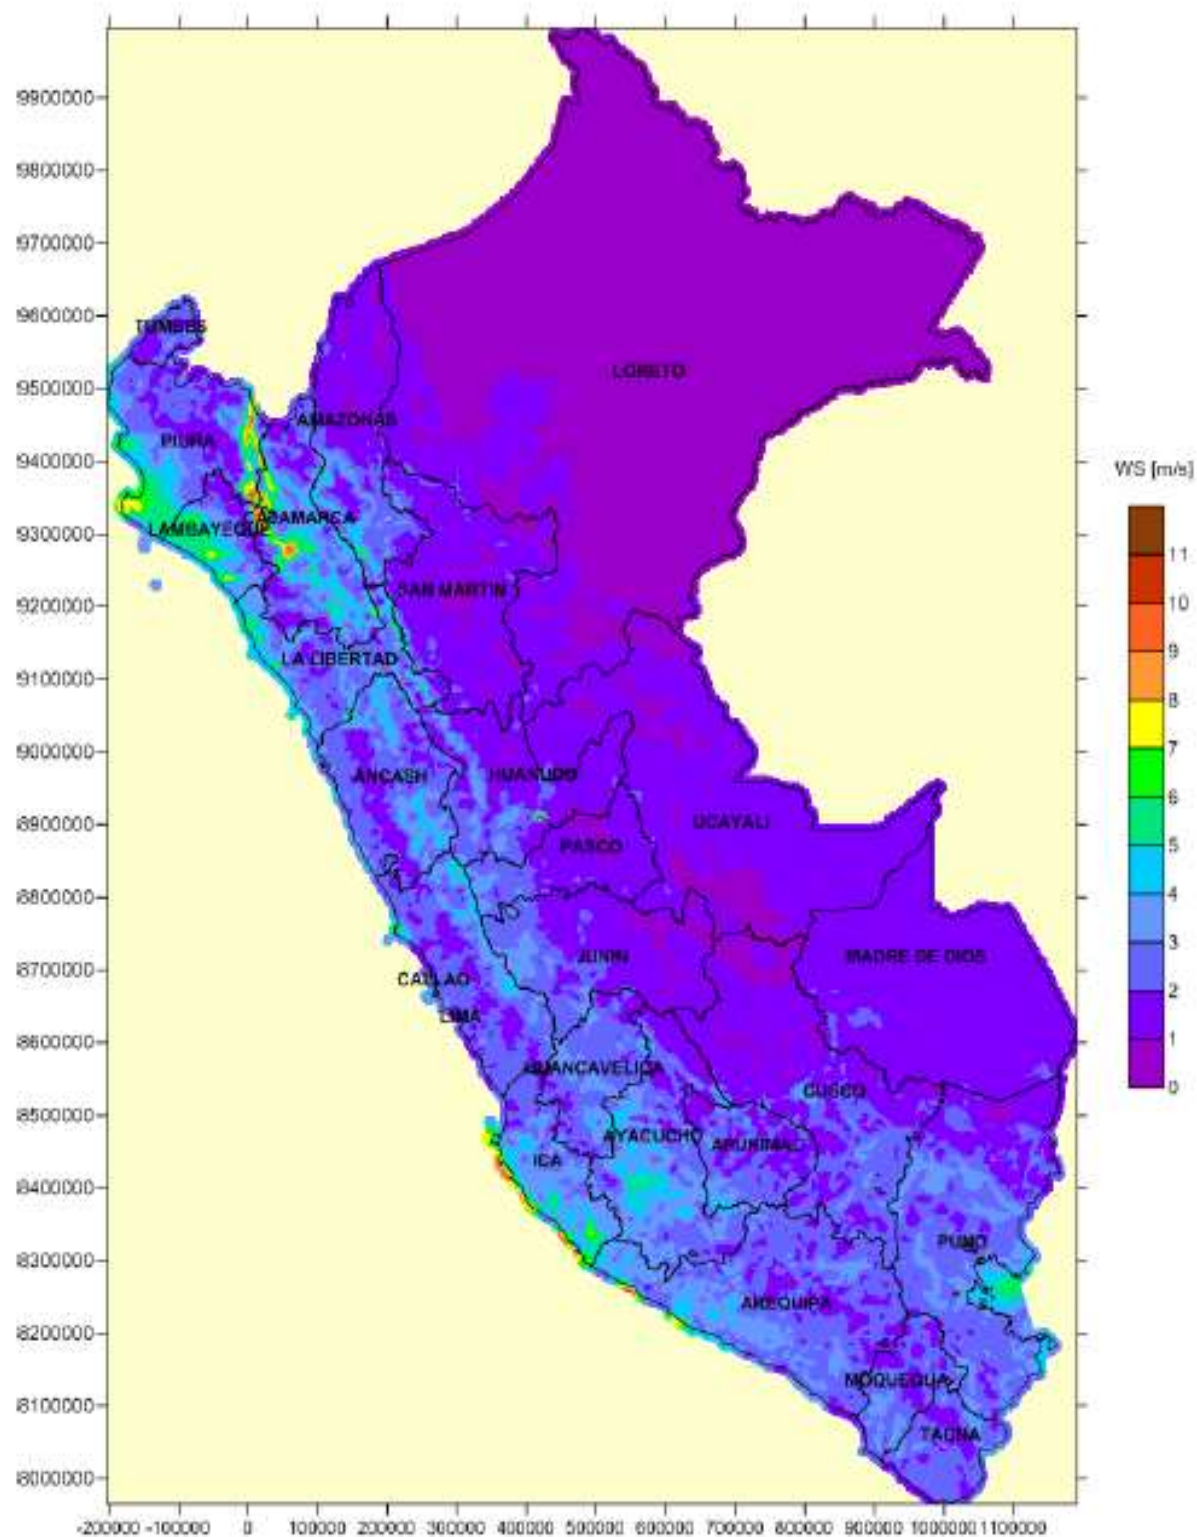 9900000
9800000
9700000
9600000
TUMBES
LORETO
9500000
AMAZONAS
PIURA
9400000
WS [m/s]
CAJAMARCA
9300000
LAMBAYEQUE
11
SAN MARTIN
10
9200000
LA LIBERTAD
9
9100000
8
9000000
7
ANCASH
HUANUCO
6
8900000
UCAYALI
PASCO
5
8800000
4
JUNIN
MADRE DE DIOS
3
8700000
CALLAO
2
LIMA
1
8600000
HUANCAVELICA
0
CUSCO
8500000
AYACUCHO
APURIMAC
ICA
8400000
PUNO
8300000
AREQUIPA
8200000
MOQUEGUA
8100000
TACNA
8000000
-200000 -100000 0 100000 200000 300000 400000 500000 600000 700000 800000 900000 1000000 1100000